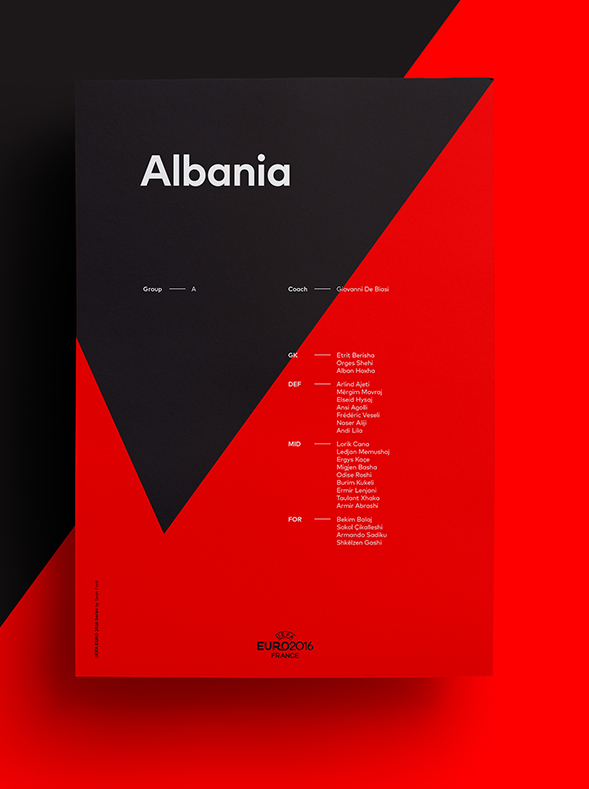 Albania
Group — A
Coach — Giovanni De Biasi
GK — Etrit Berisha
Orges Shehi
Alban Hoxha
DEF — Arlind Ajeti
Mërgim Mavraj
Elseid Hysaj
Ansi Agolli
Frédéric Veseli
Naser Aliji
Andi Lila
MID — Lorik Cana
Ledjan Memushaj
Ergys Kaçe
Migjen Basha
Odise Roshi
Burim Kukeli
Ermir Lenjani
Taulant Xhaka
Amir Abrashi
FOR — Bekim Balaj
Sokol Çikalleshi
Armando Sadiku
Shkëlzen Gashi
EURO2016
FRANCE